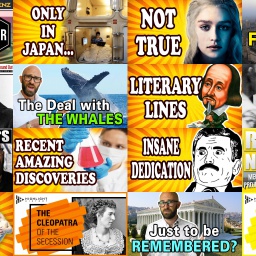 ENZ
ONLY
IN
JAPAN...
NOT
TRUE
R
F
The Deal with
THE WHALES
LITERARY
LINES
S
RECENT
AMAZING
DISCOVERIES
INSANE
DEDICATION
THE CLEOPATRA
OF THE
SECESSION
Just to be
REMEMBERED?